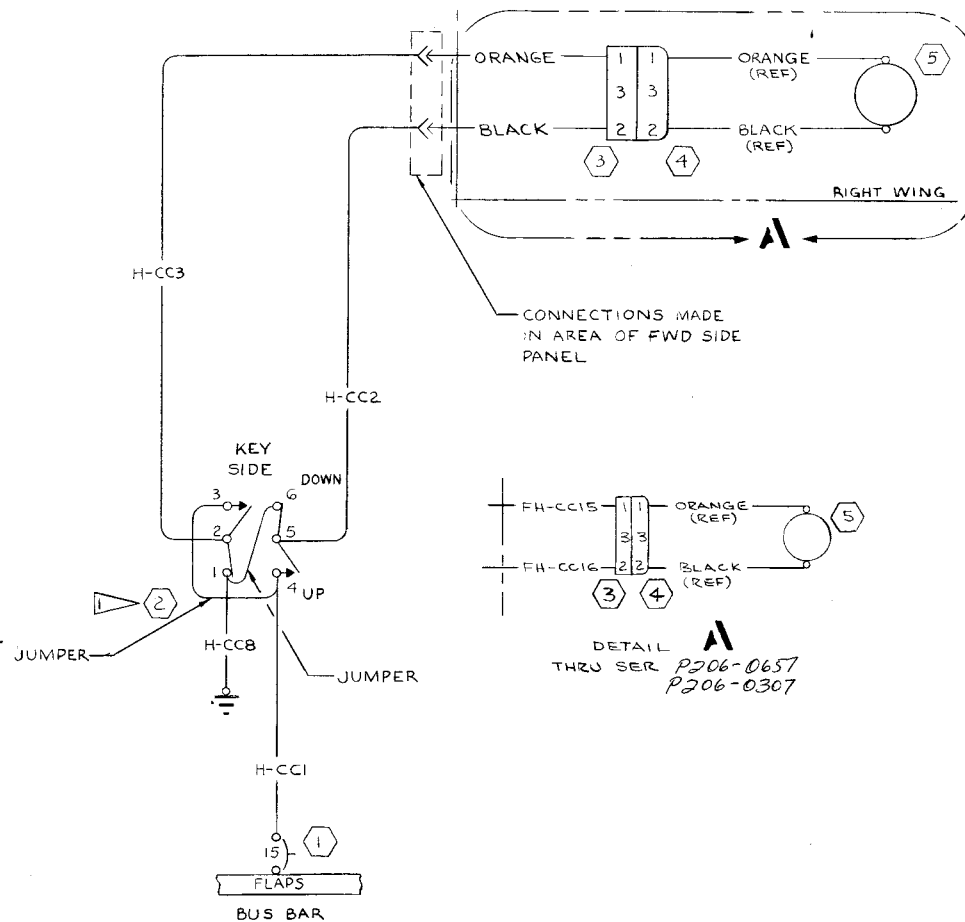 ORANGE
1 1
ORANGE
(REF)
5
3 3
BLACK
2 2
BLACK
(REF)
3
4
RIGHT WING
A
H-CC3
CONNECTIONS MADE
IN AREA OF FWD SIDE
PANEL
H-CC2
KEY
SIDE
DOWN
3
6
2
5
1
4
UP
1
2
JUMPER
H-CC8
JUMPER
FH-CC15
1 1
ORANGE
(REF)
5
3 3
FH-CC16
2 2
BLACK
(REF)
3
4
DETAIL A
THRU SER P206-0657
P206-0307
H-CC1
15
1
FLAPS
BUS BAR